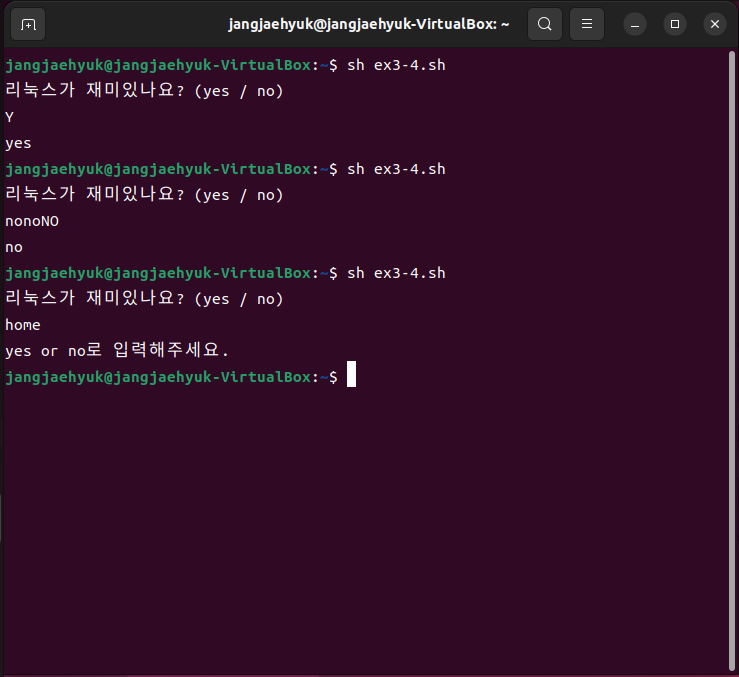 jangjaehyuk@jangjaehyuk-VirtualBox: ~
jangjaehyuk@jangjaehyuk-VirtualBox:~$ sh ex3-4.sh
리눅스가 재미있나요? (yes / no)
Y
yes
jangjaehyuk@jangjaehyuk-VirtualBox:~$ sh ex3-4.sh
리눅스가 재미있나요? (yes / no)
nonoNO
no
jangjaehyuk@jangjaehyuk-VirtualBox:~$ sh ex3-4.sh
리눅스가 재미있나요? (yes / no)
home
yes or no로 입력해주세요.
jangjaehyuk@jangjaehyuk-VirtualBox:~$